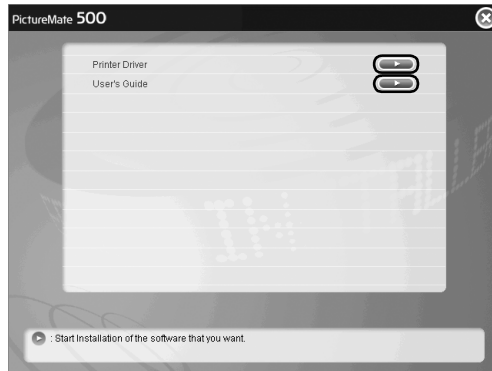 PictureMate 500
Printer Driver
User's Guide
: Start Installation of the software that you want.